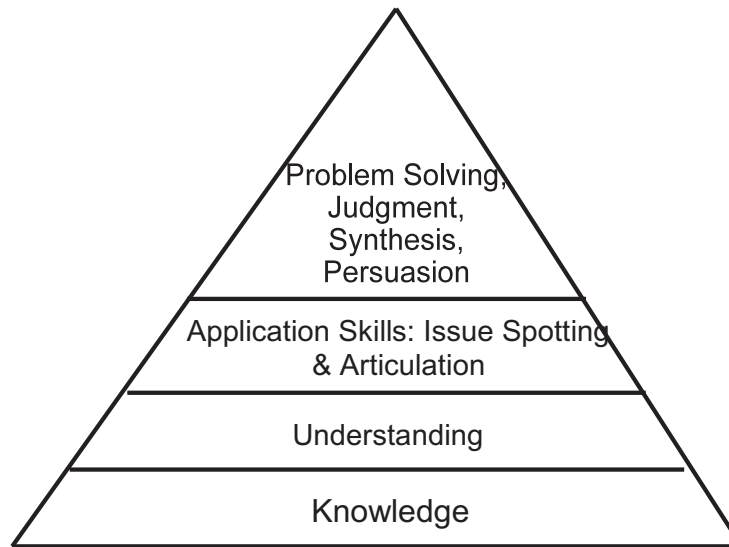 Problem Solving,
Judgment,
Synthesis,
Persuasion
Application Skills: Issue Spotting
& Articulation
Understanding
Knowledge